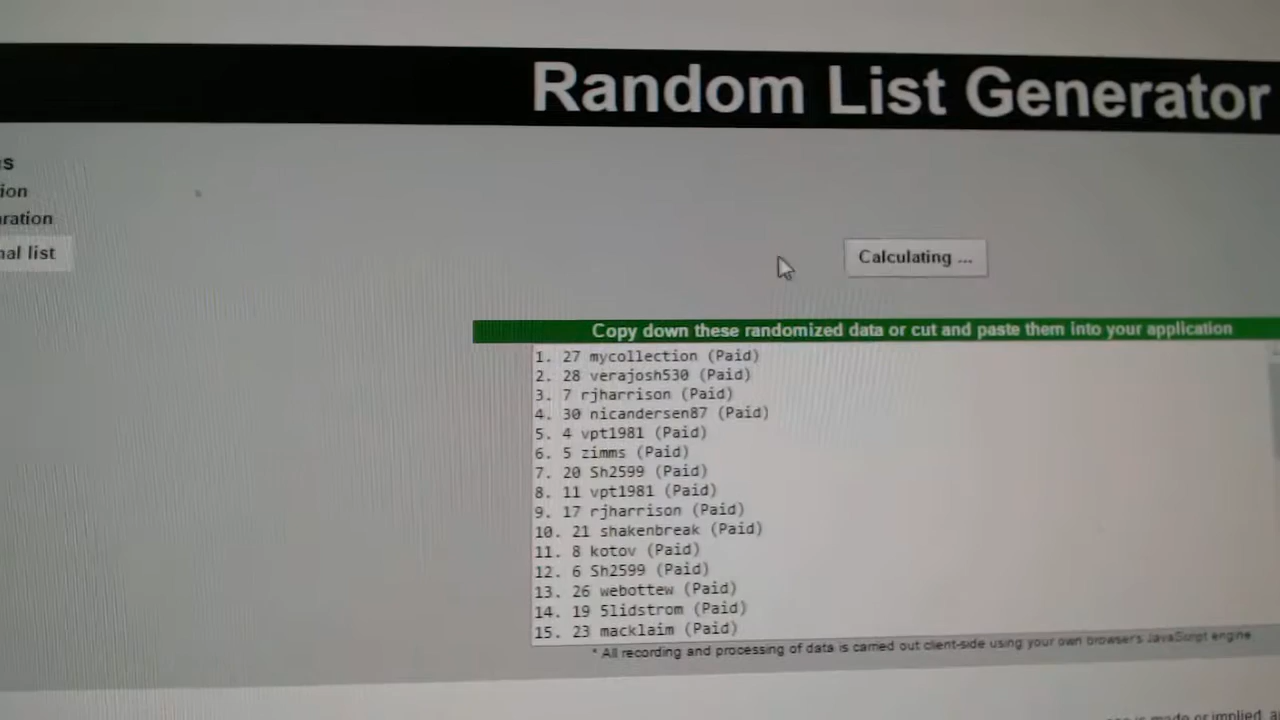 Random List Generator
s
ion
ration
nal list
Calculating ...
Copy down these randomized data or cut and paste them into your application
1. 27 mycollection (Paid)
2. 28 verajosh530 (Paid)
3. 7 rjharrison (Paid)
4. 30 nicandersen87 (Paid)
5. 4 vpt1981 (Paid)
6. 5 zimms (Paid)
7. 20 Sh2599 (Paid)
8. 11 vpt1981 (Paid)
9. 17 rjharrison (Paid)
10. 21 shakenbreak (Paid)
11. 8 kotov (Paid)
12. 6 Sh2599 (Paid)
13. 26 webottew (Paid)
14. 19 5lidstrom (Paid)
15. 23 macklaim (Paid)
* All recording and processing of data is carried out client-side using your own browser's JavaScript engine
is made or implied, a